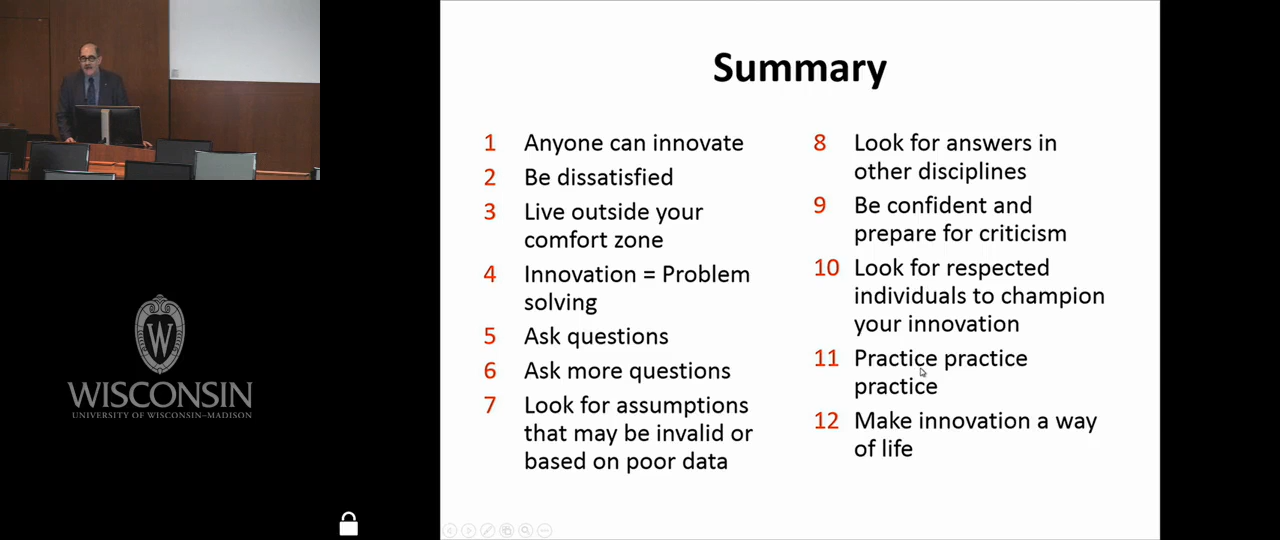 Summary
1 Anyone can innovate
2 Be dissatisfied
3 Live outside your
comfort zone
4 Innovation = Problem
solving
5 Ask questions
6 Ask more questions
7 Look for assumptions
that may be invalid or
based on poor data
8 Look for answers in
other disciplines
9 Be confident and
prepare for criticism
10 Look for respected
individuals to champion
your innovation
11 Practice practice
practice
12 Make innovation a way
of life
W
WISCONSIN
UNIVERSITY OF WISCONSIN–MADISON